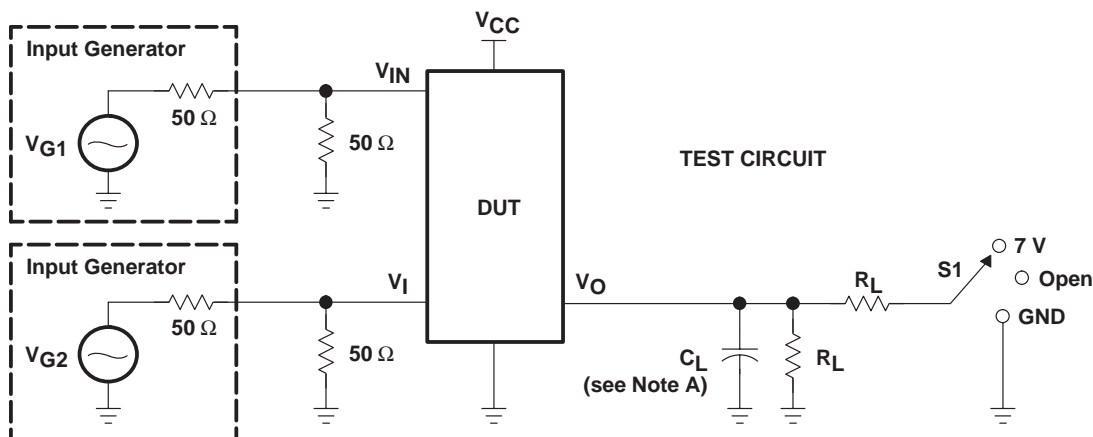 Input Generator
VG1
50 Ω
50 Ω
VIN
VCC
DUT
TEST CIRCUIT
Input Generator
VG2
50 Ω
50 Ω
VI
VO
CL
(see Note A)
RL
RL
S1
7 V
Open
GND